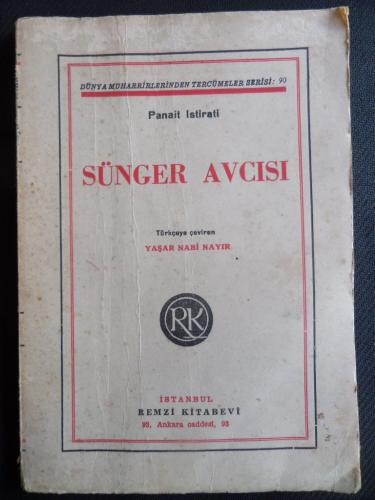 DÜNYA MUHARRİRLERİNDEN TERCÜMELER SERİSİ: 90
Panait Istirati
SÜNGER AVCISI
Türkçeye çeviren
YAŞAR NABİ NAYIR
RK
İSTANBUL
REMZİ KİTABEVİ
93, Ankara caddesi, 93